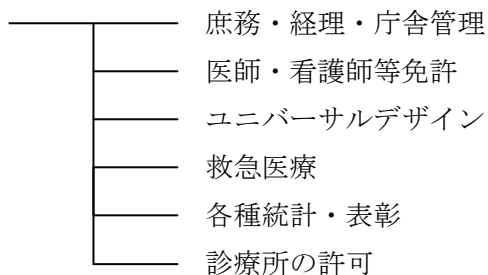 庶務・経理・庁舎管理
医師・看護師等免許
ユニバーサルデザイン
救急医療
各種統計・表彰
診療所の許可